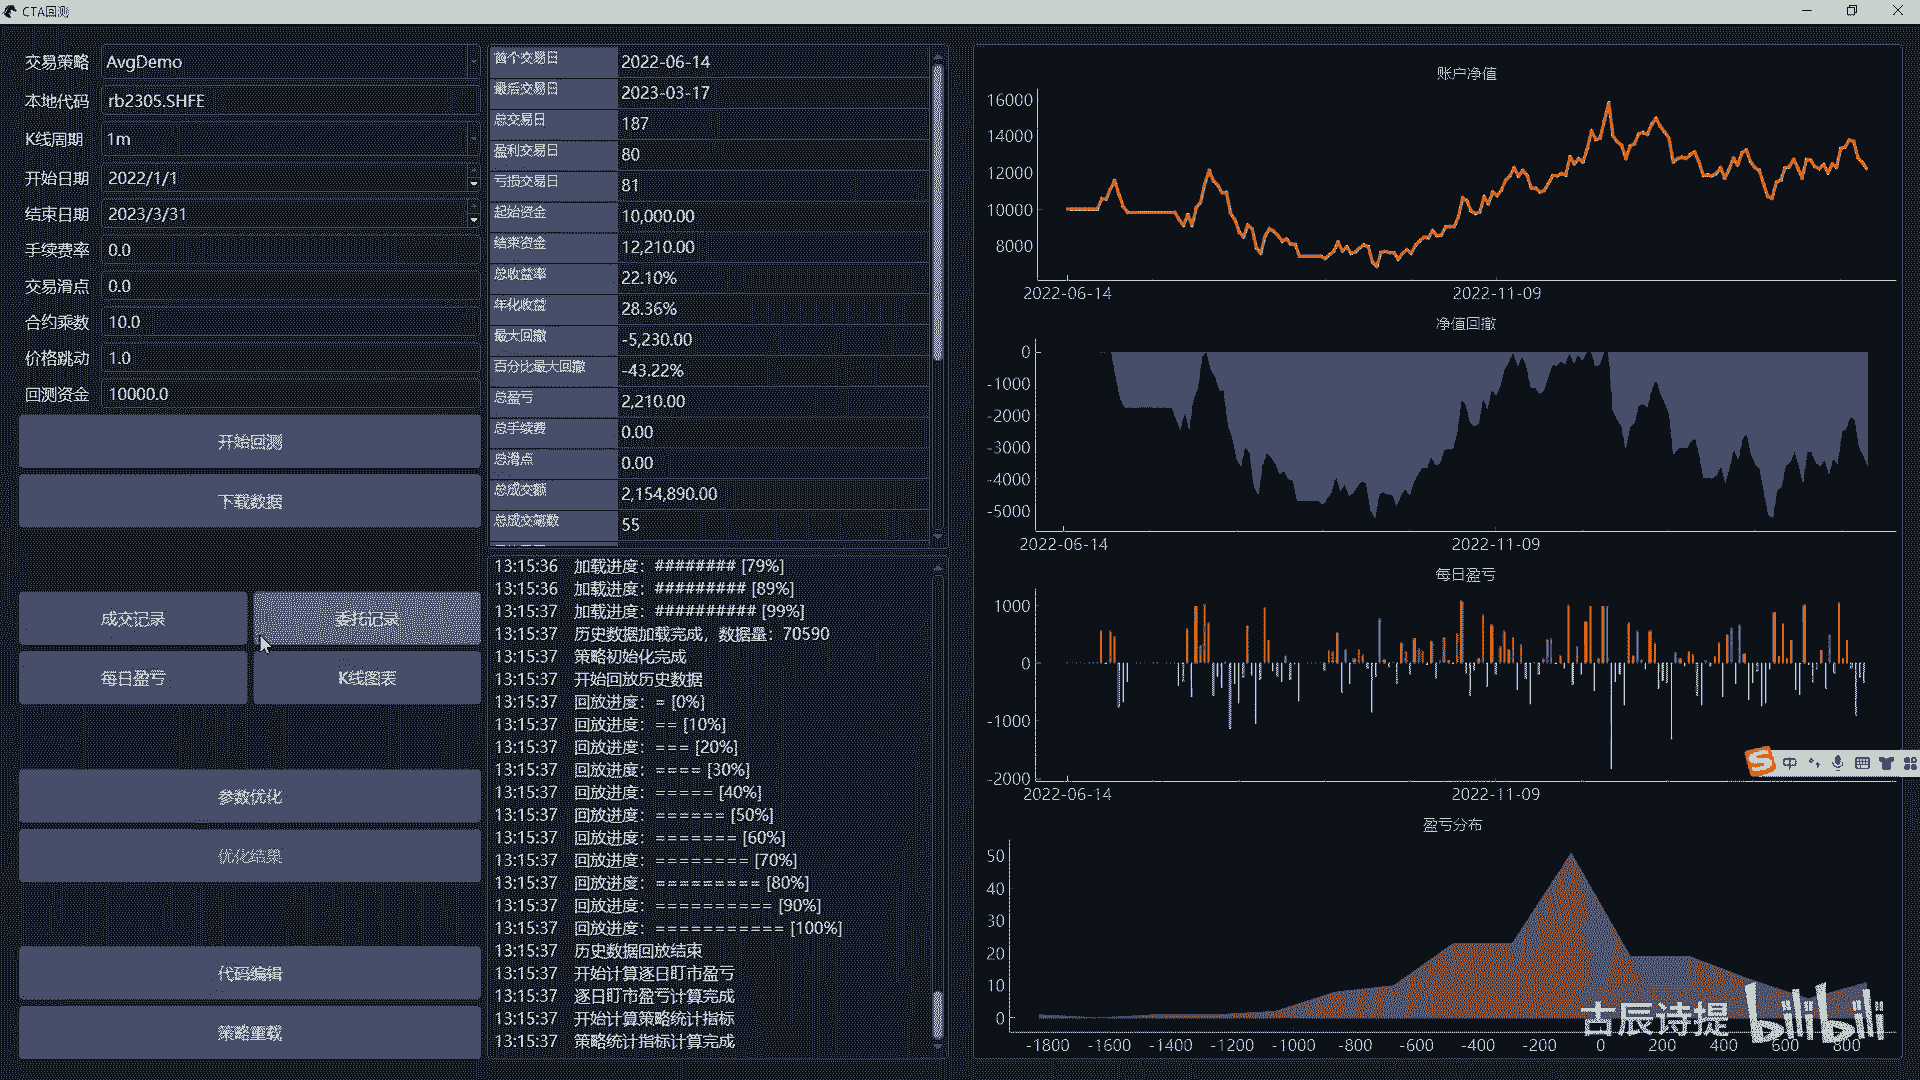 CTA回测
交易策略 AvgDemo
本地代码 rb2305.SHFE
K线周期 1m
开始日期 2022/1/1
结束日期 2023/3/31
手续费率 0.0
交易滑点 0.0
合约乘数 10.0
价格跳动 1.0
回测资金 10000.0
开始回测
下载数据
成交记录 委托记录
每日盈亏 K线图表
参数优化
优化结果
代码编辑
策略重载
首个交易日 2022-06-14
最后交易日 2023-03-17
总交易日 187
盈利交易日 80
亏损交易日 81
起始资金 10,000.00
结束资金 12,210.00
总收益率 22.10%
年化收益 28.36%
最大回撤 -5,230.00
百分比最大回撤 -43.22%
总盈亏 2,210.00
总手续费 0.00
总滑点 0.00
总成交额 2,154,890.00
总成交笔数 55
13:15:36 加载进度：######## [79%]
13:15:36 加载进度：######### [89%]
13:15:37 加载进度：########## [99%]
13:15:37 历史数据加载完成，数据量：70590
13:15:37 策略初始化完成
13:15:37 开始回放历史数据
13:15:37 回放进度：= [0%]
13:15:37 回放进度：== [10%]
13:15:37 回放进度：=== [20%]
13:15:37 回放进度：==== [30%]
13:15:37 回放进度：===== [40%]
13:15:37 回放进度：====== [50%]
13:15:37 回放进度：======= [60%]
13:15:37 回放进度：======== [70%]
13:15:37 回放进度：========= [80%]
13:15:37 回放进度：========== [90%]
13:15:37 回放进度：=========== [100%]
13:15:37 历史数据回放结束
13:15:37 开始计算逐日盯市盈亏
13:15:37 逐日盯市盈亏计算完成
13:15:37 开始计算策略统计指标
13:15:37 策略统计指标计算完成
账户净值
16000
14000
12000
10000
8000
2022-06-14 2022-11-09
净值回撤
0
-1000
-2000
-3000
-4000
-5000
2022-06-14 2022-11-09
每日盈亏
1000
0
-1000
-2000
2022-06-14 2022-11-09
S 中
盈亏分布
50
40
30
20
10
0
-1800 -1600 -1400 -1200 -1000 -800 -600 -400 -200 0 200 400 600 800
古辰诗提 bilibili